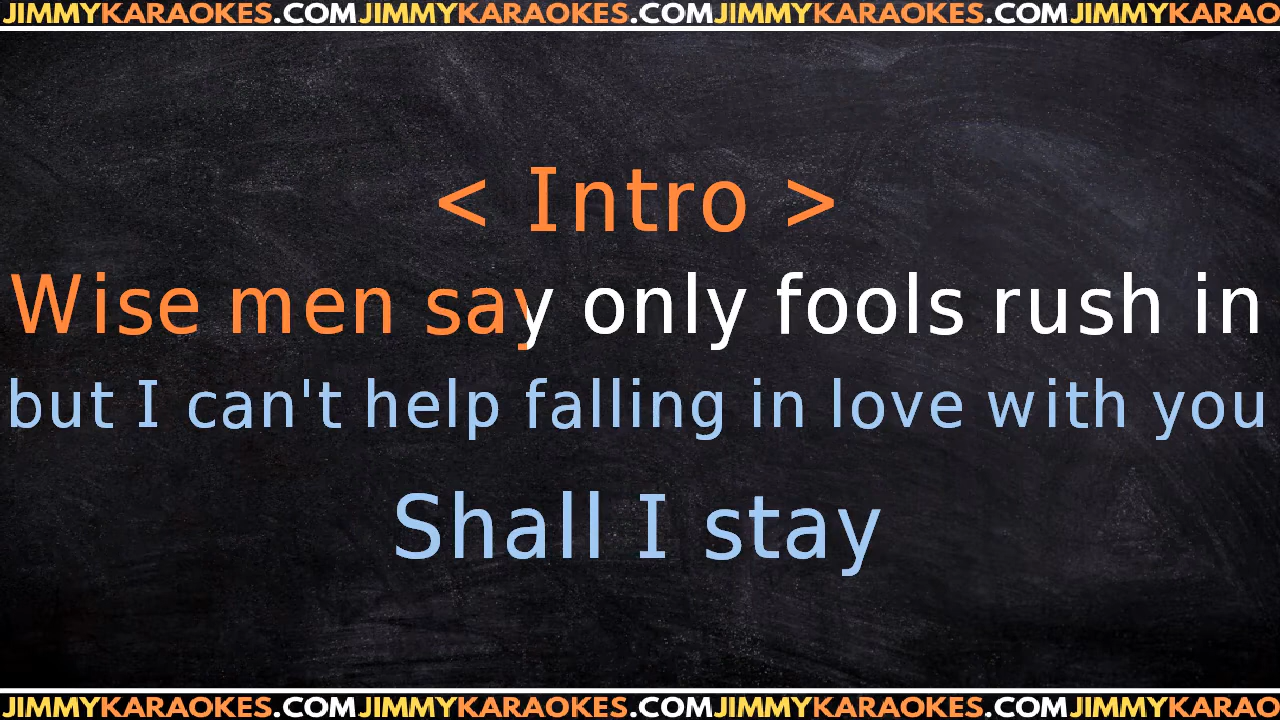 JIMMYKARAOKES.COMJIMMYKARAOKES.COMJIMMYKARAOKES.COMJIMMYKARAO
< Intro >
Wise men say only fools rush in
but I can't help falling in love with you
Shall I stay
JIMMYKARAOKES.COMJIMMYKARAOKES.COMJIMMYKARAOKES.COMJIMMYKARAO